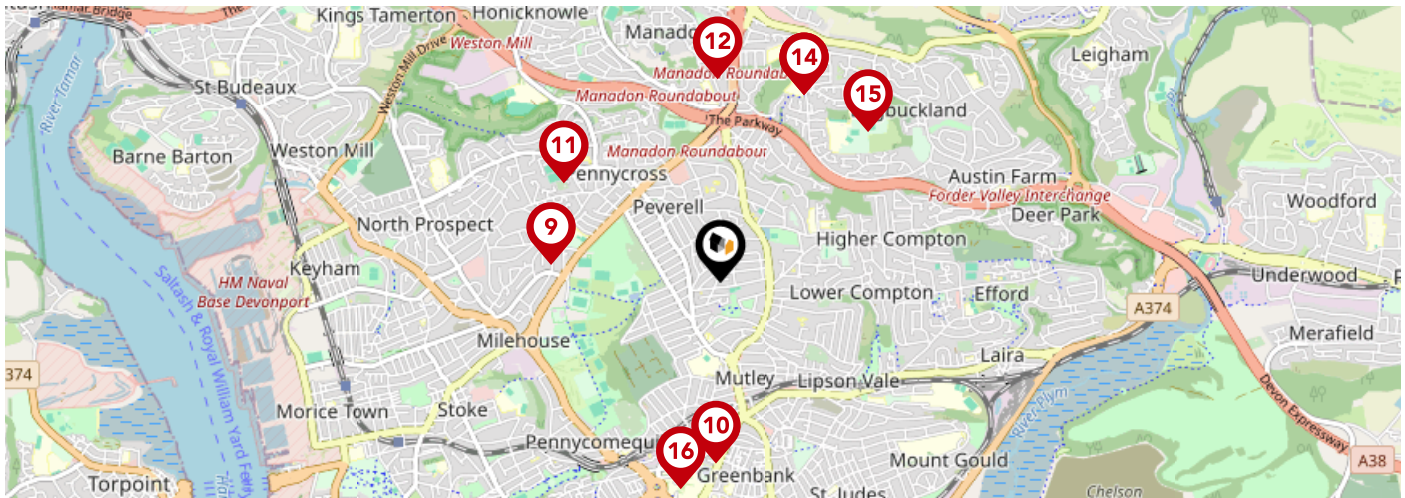 Kings Tamerton
Honicknowle
Manado
12
14
15
Leigham
Weston Mill
Manadon Roundab
Manadon Roundabout
buckland
The Parkway
River Tamar
St Budeaux
Weston Mill Drive
Barne Barton
Weston Mill
11
ennycross
Manadon Roundabout
Austin Farm
Forder Valley Interchange
Deer Park
Woodford
Peverell
North Prospect
9
Higher Compton
Keyham
HM Naval
Base Devonport
Saltash & Royal William Yard Ferry
Lower Compton
Efford
A374
Underwood
Merafield
Milehouse
Laira
374
Mutley
Lipson Vale
Morice Town
Stoke
River Plym
Devon Expressway
Pennycomequ
10
16
Greenbank
Mount Gould
A38
Torpoint
St Judes
Chelson